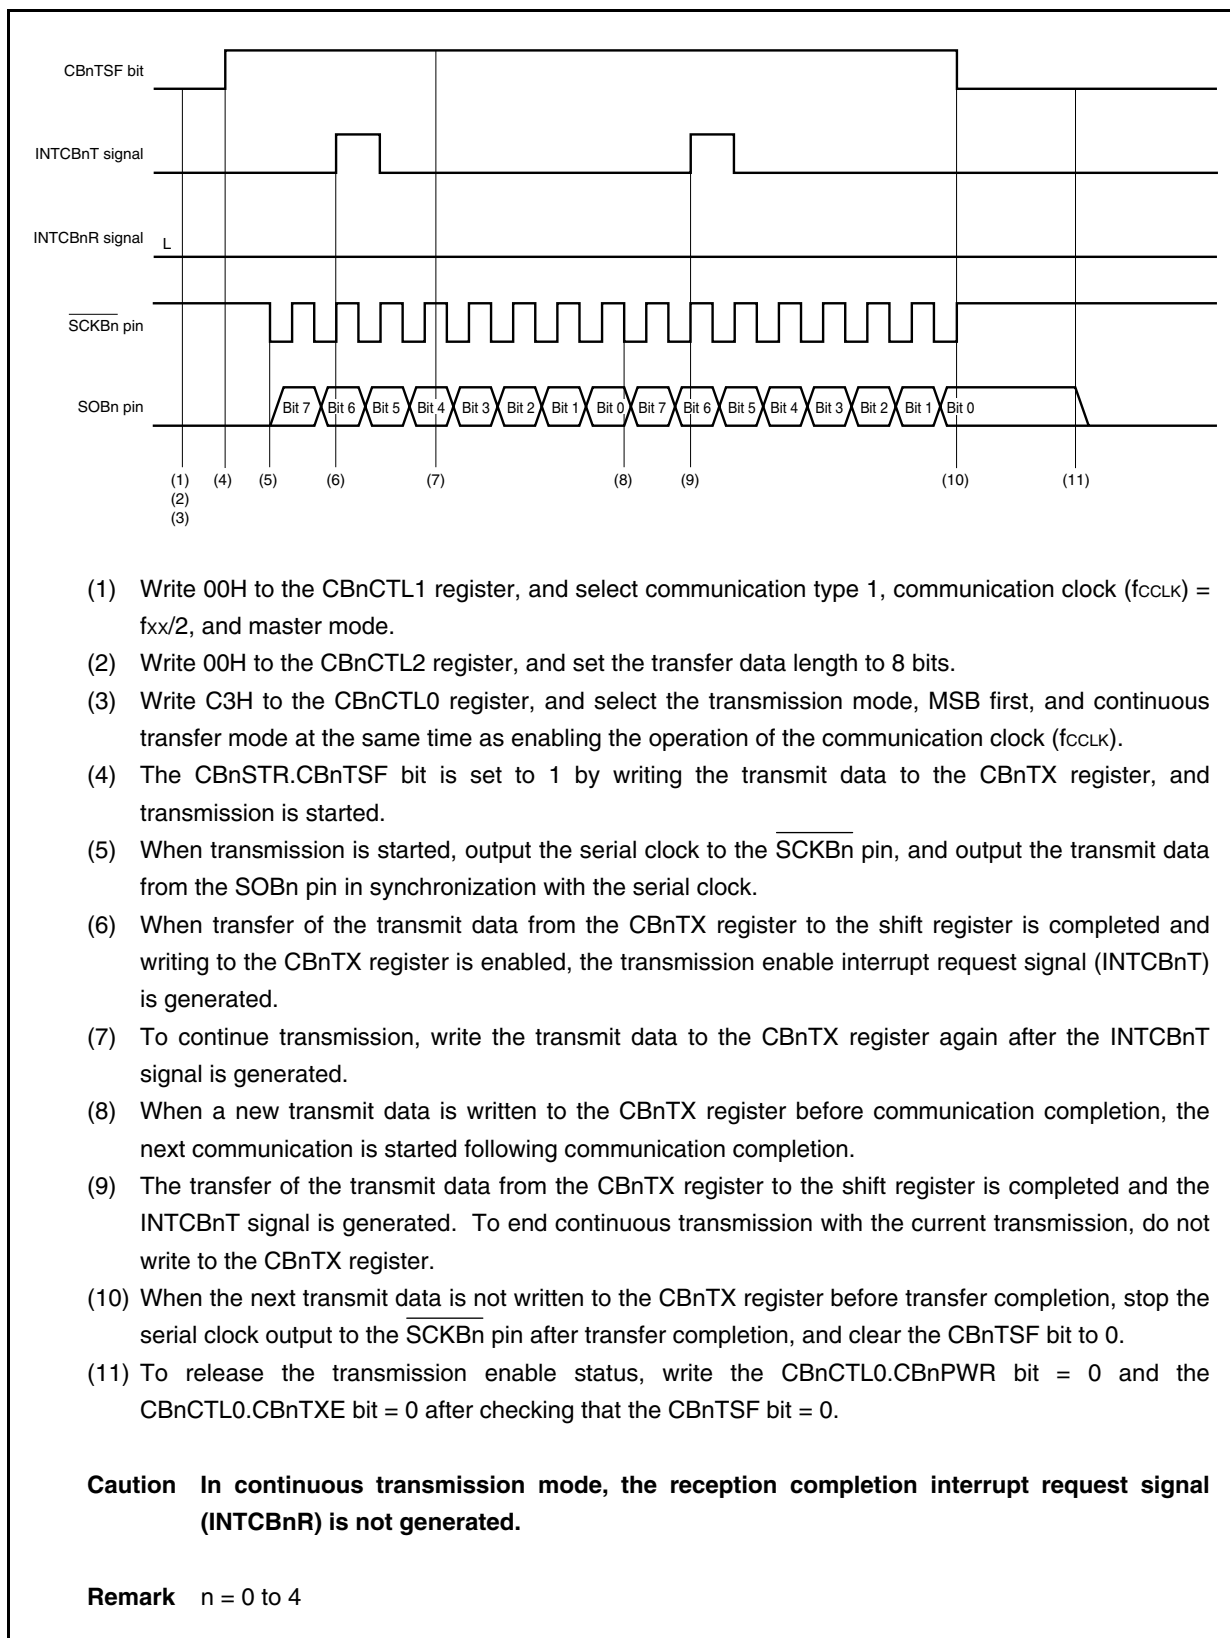 CBnTSF bit
INTCBnT signal
INTCBnR signal L
SCKBn pin
SOBn pin Bit 7 Bit 6 Bit 5 Bit 4 Bit 3 Bit 2 Bit 1 Bit 0 Bit 7 Bit 6 Bit 5 Bit 4 Bit 3 Bit 2 Bit 1 Bit 0
(1) (4) (5) (6) (7) (8) (9) (10) (11)
(2)
(3)
(1) Write 00H to the CBnCTL1 register, and select communication type 1, communication clock (fCCLK) =
fXX/2, and master mode.
(2) Write 00H to the CBnCTL2 register, and set the transfer data length to 8 bits.
(3) Write C3H to the CBnCTL0 register, and select the transmission mode, MSB first, and continuous
transfer mode at the same time as enabling the operation of the communication clock (fCCLK).
(4) The CBnSTR.CBnTSF bit is set to 1 by writing the transmit data to the CBnTX register, and
transmission is started.
(5) When transmission is started, output the serial clock to the SCKBn pin, and output the transmit data
from the SOBn pin in synchronization with the serial clock.
(6) When transfer of the transmit data from the CBnTX register to the shift register is completed and
writing to the CBnTX register is enabled, the transmission enable interrupt request signal (INTCBnT)
is generated.
(7) To continue transmission, write the transmit data to the CBnTX register again after the INTCBnT
signal is generated.
(8) When a new transmit data is written to the CBnTX register before communication completion, the
next communication is started following communication completion.
(9) The transfer of the transmit data from the CBnTX register to the shift register is completed and the
INTCBnT signal is generated. To end continuous transmission with the current transmission, do not
write to the CBnTX register.
(10) When the next transmit data is not written to the CBnTX register before transfer completion, stop the
serial clock output to the SCKBn pin after transfer completion, and clear the CBnTSF bit to 0.
(11) To release the transmission enable status, write the CBnCTL0.CBnPWR bit = 0 and the
CBnCTL0.CBnTXE bit = 0 after checking that the CBnTSF bit = 0.
Caution In continuous transmission mode, the reception completion interrupt request signal
(INTCBnR) is not generated.
Remark n = 0 to 4